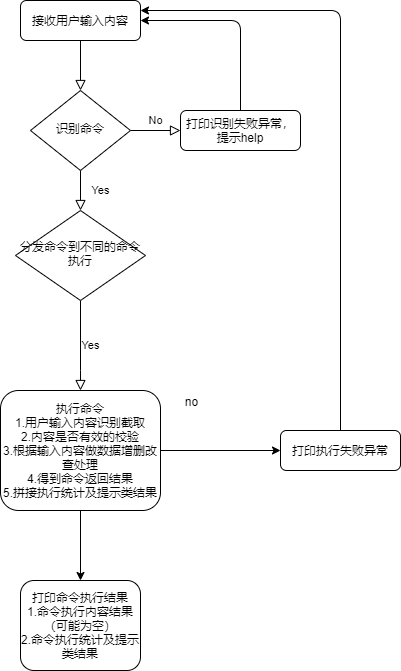 接收用户输入内容
识别命令
No
打印识别失败异常，
提示help
Yes
分发命令到不同的命令
执行
Yes
执行命令
1.用户输入内容识别截取
2.内容是否有效的校验
3.根据输入内容做数据增删改
查处理
4.得到命令返回结果
5.拼接执行统计及提示类结果
no
打印执行失败异常
打印命令执行结果
1.命令执行内容结果
（可能为空）
2.命令执行统计及提示
类结果